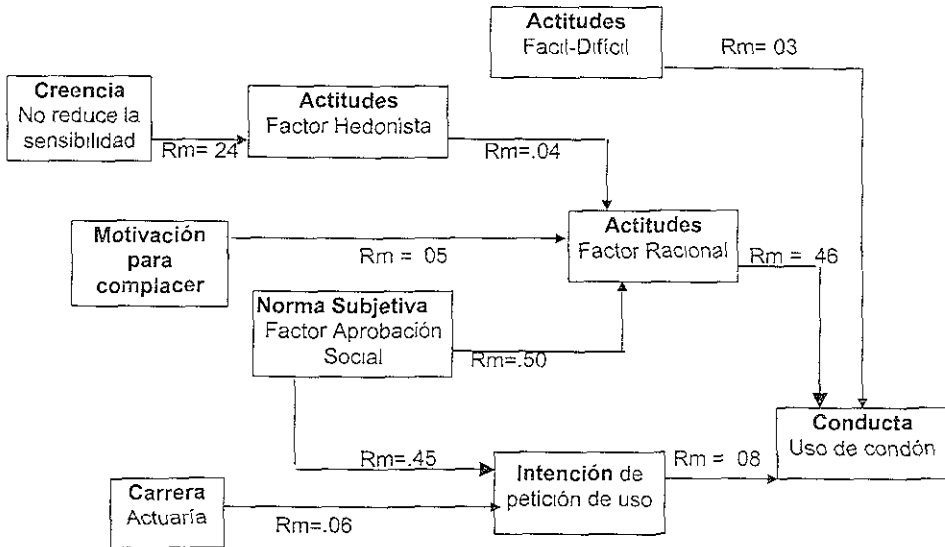 Actitudes
Facil-Difícil
Rm= 03
Creencia
No reduce la
sensibilidad
Rm= 24
Actitudes
Factor Hedonista
Rm=.04
Motivación
para
complacer
Rm = 05
Actitudes
Factor Racional
Rm = 46
Norma Subjetiva
Factor Aprobación
Social
Rm=.50
Rm=.45
Conducta
Uso de condón
Intención de
petición de uso
Rm = 08
Carrera
Actuaría
Rm=.06